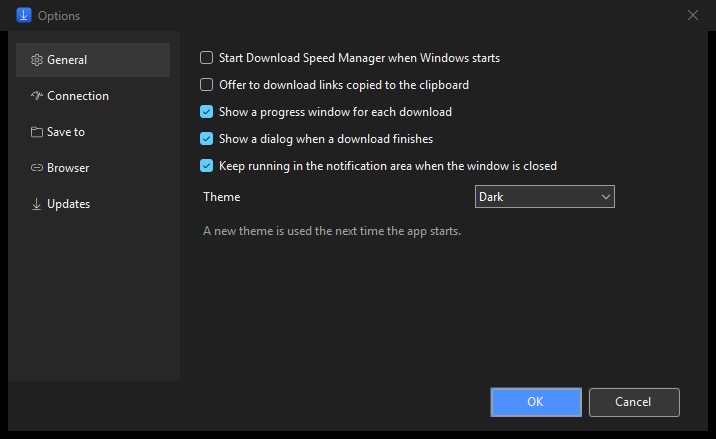 Options
General
Connection
Save to
Browser
Updates
Start Download Speed Manager when Windows starts
Offer to download links copied to the clipboard
Show a progress window for each download
Show a dialog when a download finishes
Keep running in the notification area when the window is closed
Theme
Dark
A new theme is used the next time the app starts.
OK
Cancel